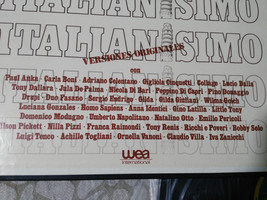 ITALIANISIMO
ITALIANISIMO
VERSIONES ORIGINALES
con
Paul Anka · Carla Boni · Adriano Celentano · Gigliola Cinquetti · Collage · Lucio Dalla
Tony Dallara · Jula De Palma · Nicola Di Bari · Peppino Di Capri · Pino Donaggio
Drupi · Duo Fasano · Sergio Endrigo · Gilda · Gilda Giuliani · Wilma Goich
Luciana Gonzales · Homo Sapiens · Anna Identici · Gino Latilla · Little Tony
Domenico Modugno · Umberto Napolitano · Natalino Otto · Emilio Pericoli
Wilson Pickett · Nilla Pizzi · Franca Raimondi · Tony Renis · Ricchi e Poveri · Bobby Solo
Luigi Tenco · Achille Togliani · Ornella Vanoni · Claudio Villa · Iva Zanicchi
wea
International